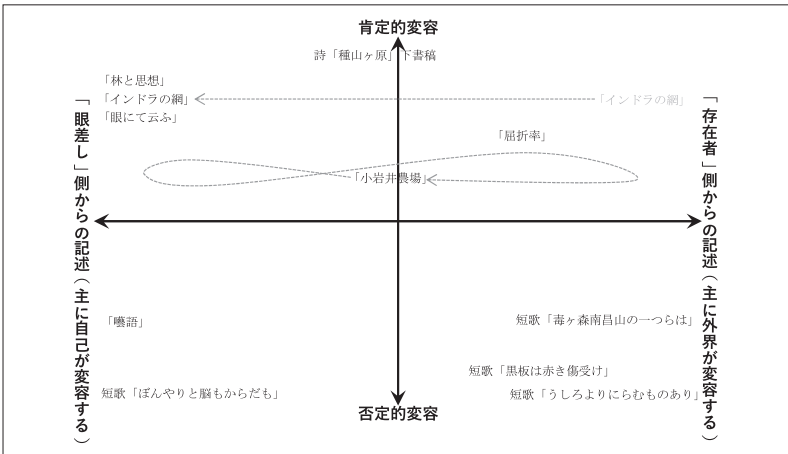 肯定的変容
詩「種山ヶ原」下書稿
「林と思想」
「インドラの網」
「眼にて云ふ」
「インドラの網」
「屈折率」
「小岩井農場」
「眼差し」側からの記述(主に自己が変容する)
「存在者」側からの記述(主に外界が変容する)
「囈語」
短歌「毒ヶ森南昌山の一つらは」
短歌「黒板は赤き傷受け」
短歌「ぼんやりと脳もからだも」
短歌「うしろよりにらむものあり」
否定的変容